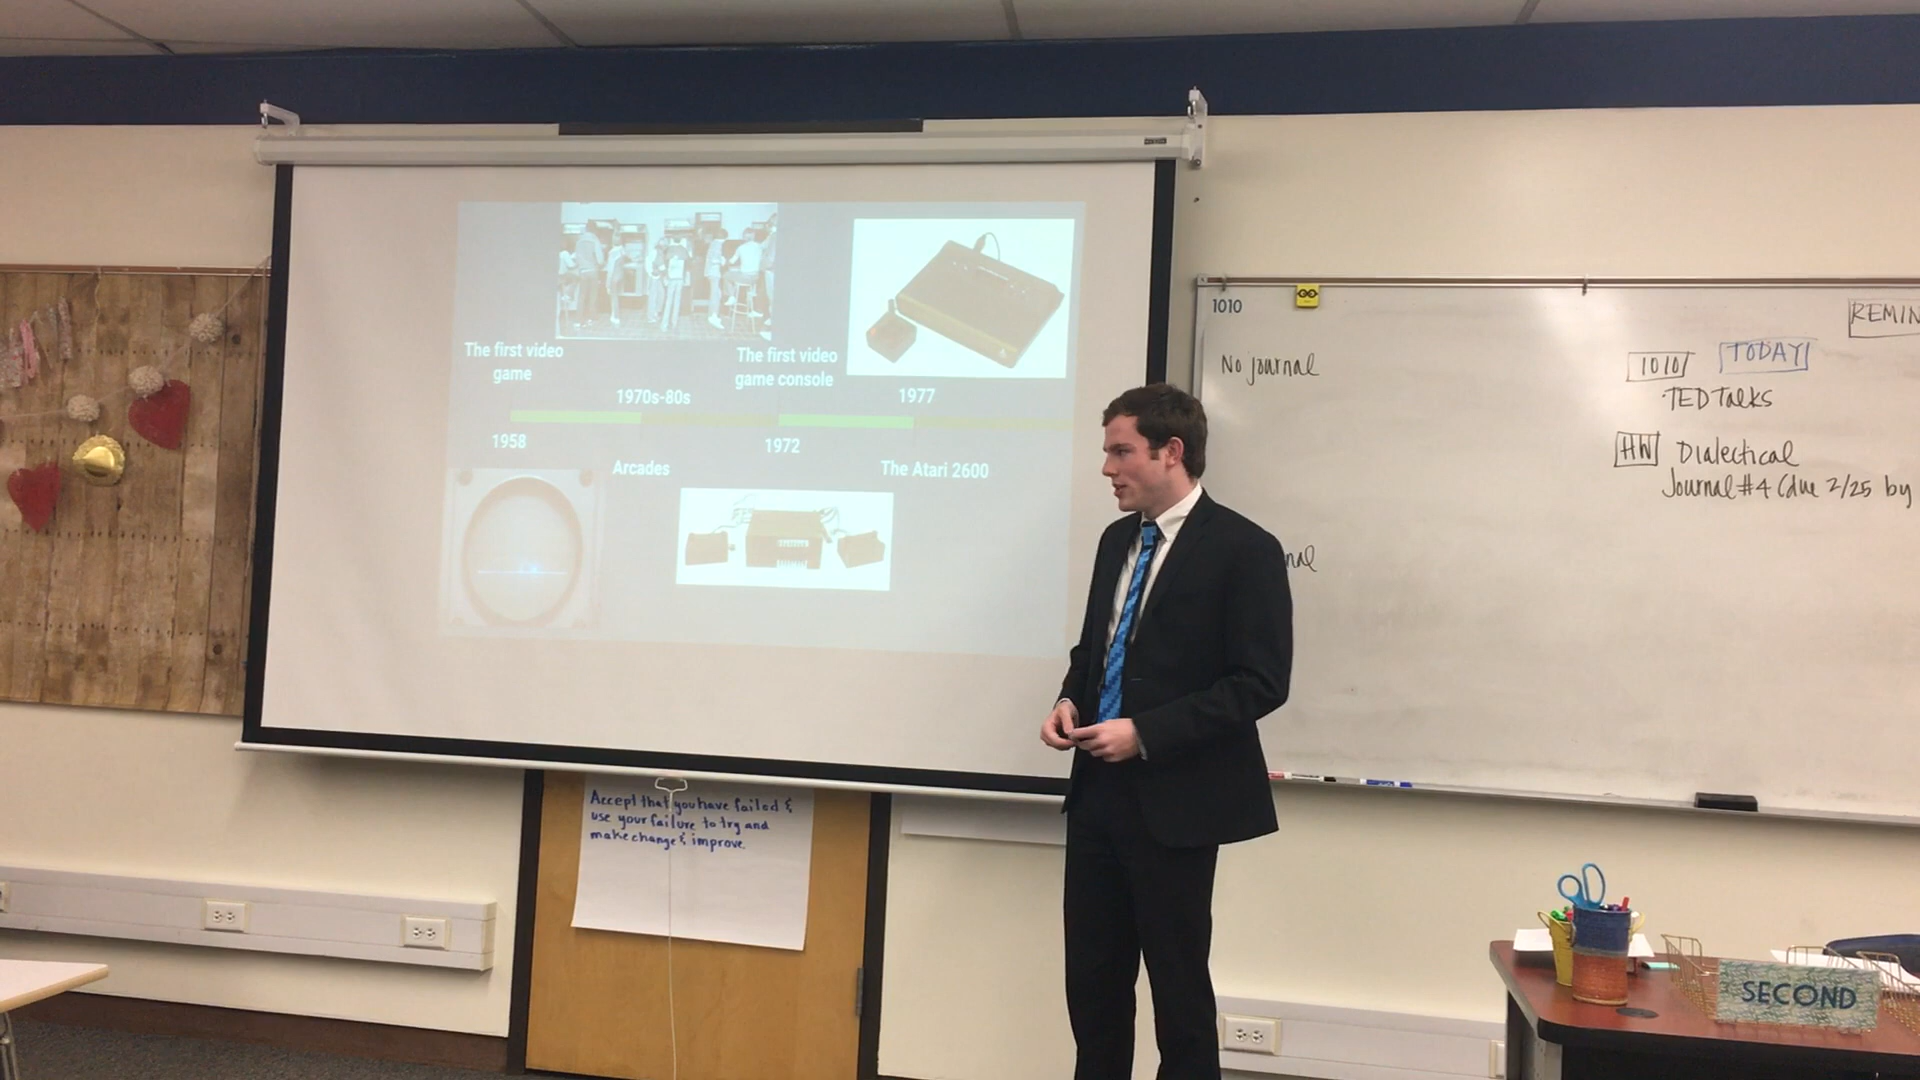 The first video
game
The first video
game console
1970s-80s
1977
1958
1972
Arcades
The Atari 2600
Accept that you have failed &
use your failure to try and
make change & improve
1010
No journal
nal
REMIN
1010
TODAY
TED Talks
HW
Dialectical
Journal #4 (due 2/25 by
SECOND